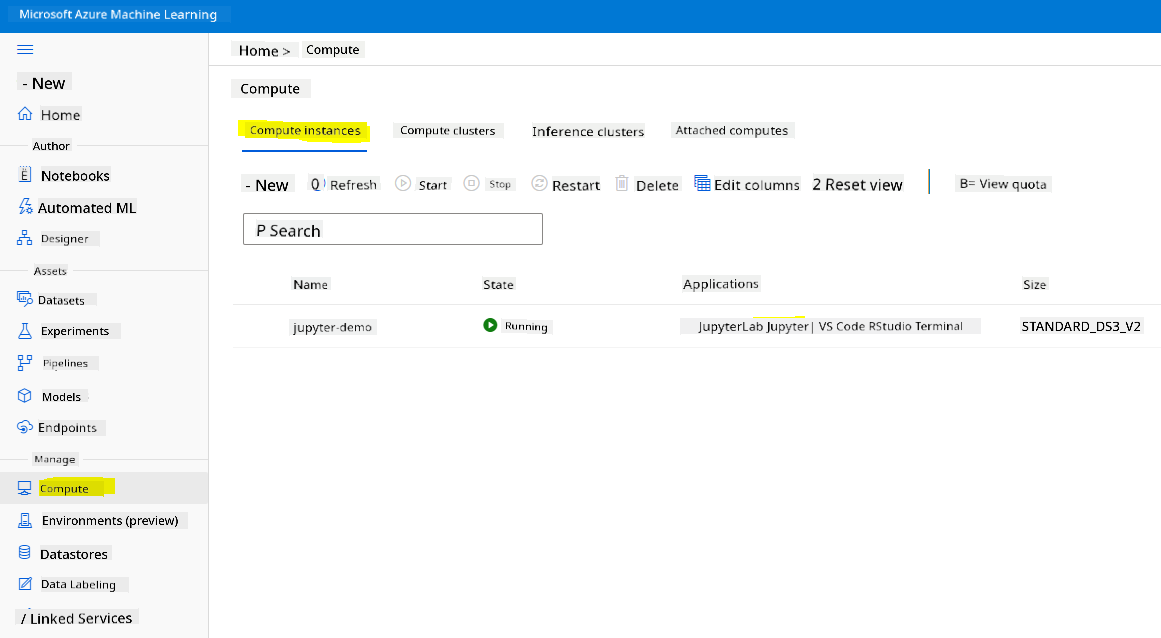 Microsoft Azure Machine Learning
- New
Home
Author
Notebooks
Automated ML
Designer
Assets
Datasets
Experiments
Pipelines
Models
Endpoints
Manage
Compute
Environments (preview)
Datastores
Data Labeling
/ Linked Services
Home > Compute
Compute
Compute instances Compute clusters Inference clusters Attached computes
- New Refresh Start Stop Restart Delete Edit columns 2 Reset view B= View quota
P Search
Name State Applications Size
jupyter-demo Running JupyterLab Jupyter| VS Code RStudio Terminal STANDARD_DS3_V2